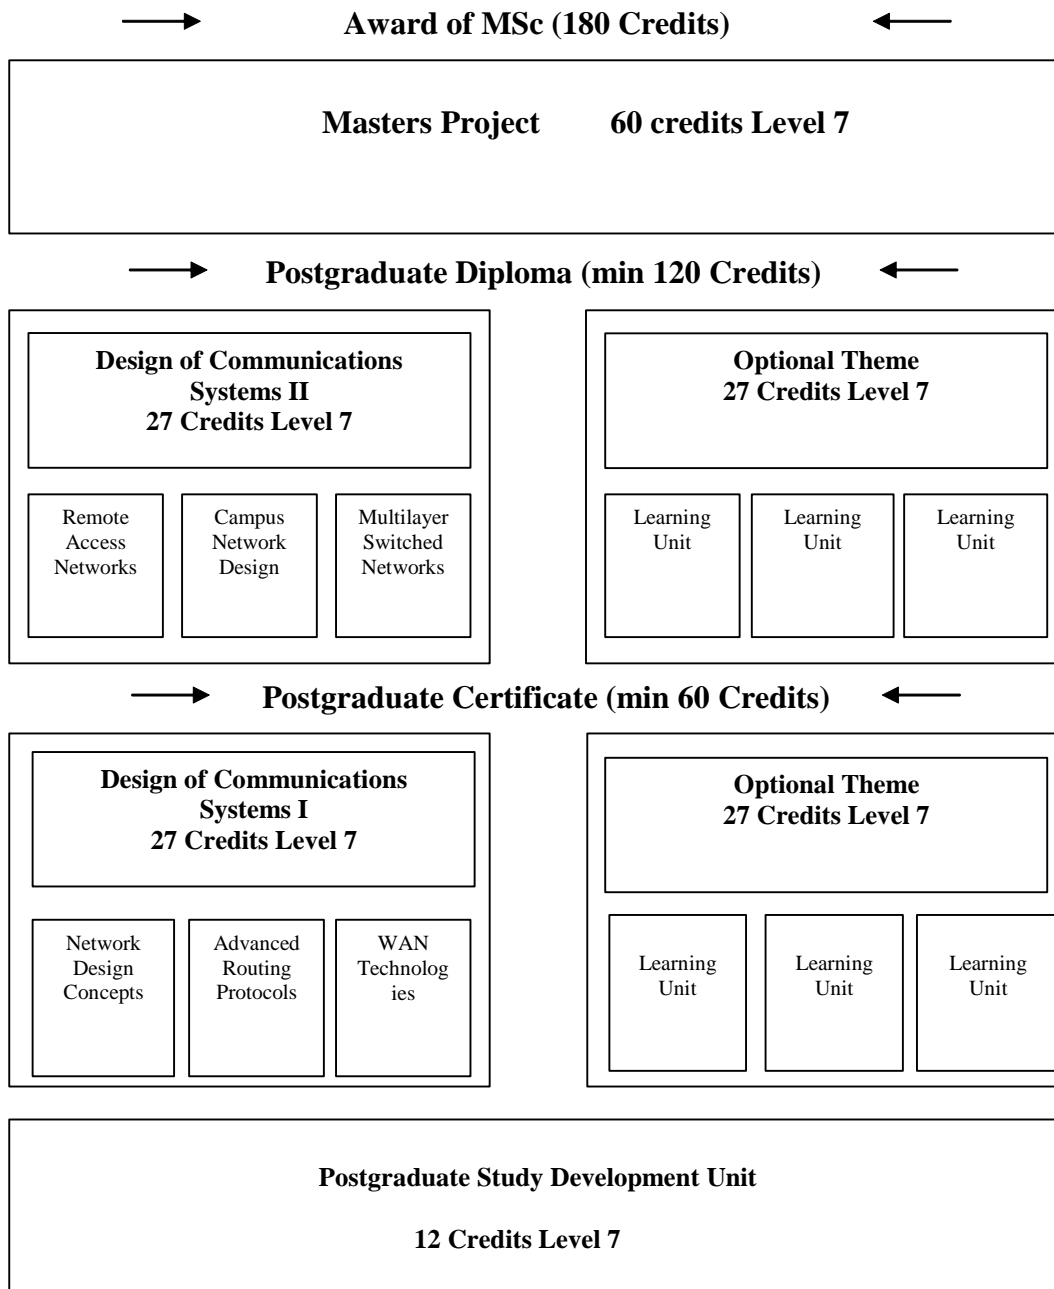 Award of MSc (180 Credits)
Masters Project 60 credits Level 7
Postgraduate Diploma (min 120 Credits)
Design of Communications
Systems II
27 Credits Level 7
Optional Theme
27 Credits Level 7
Remote
Access
Networks
Campus
Network
Design
Multilayer
Switched
Networks
Learning
Unit
Learning
Unit
Learning
Unit
Postgraduate Certificate (min 60 Credits)
Design of Communications
Systems I
27 Credits Level 7
Optional Theme
27 Credits Level 7
Network
Design
Concepts
Advanced
Routing
Protocols
WAN
Technolog
ies
Learning
Unit
Learning
Unit
Learning
Unit
Postgraduate Study Development Unit
12 Credits Level 7